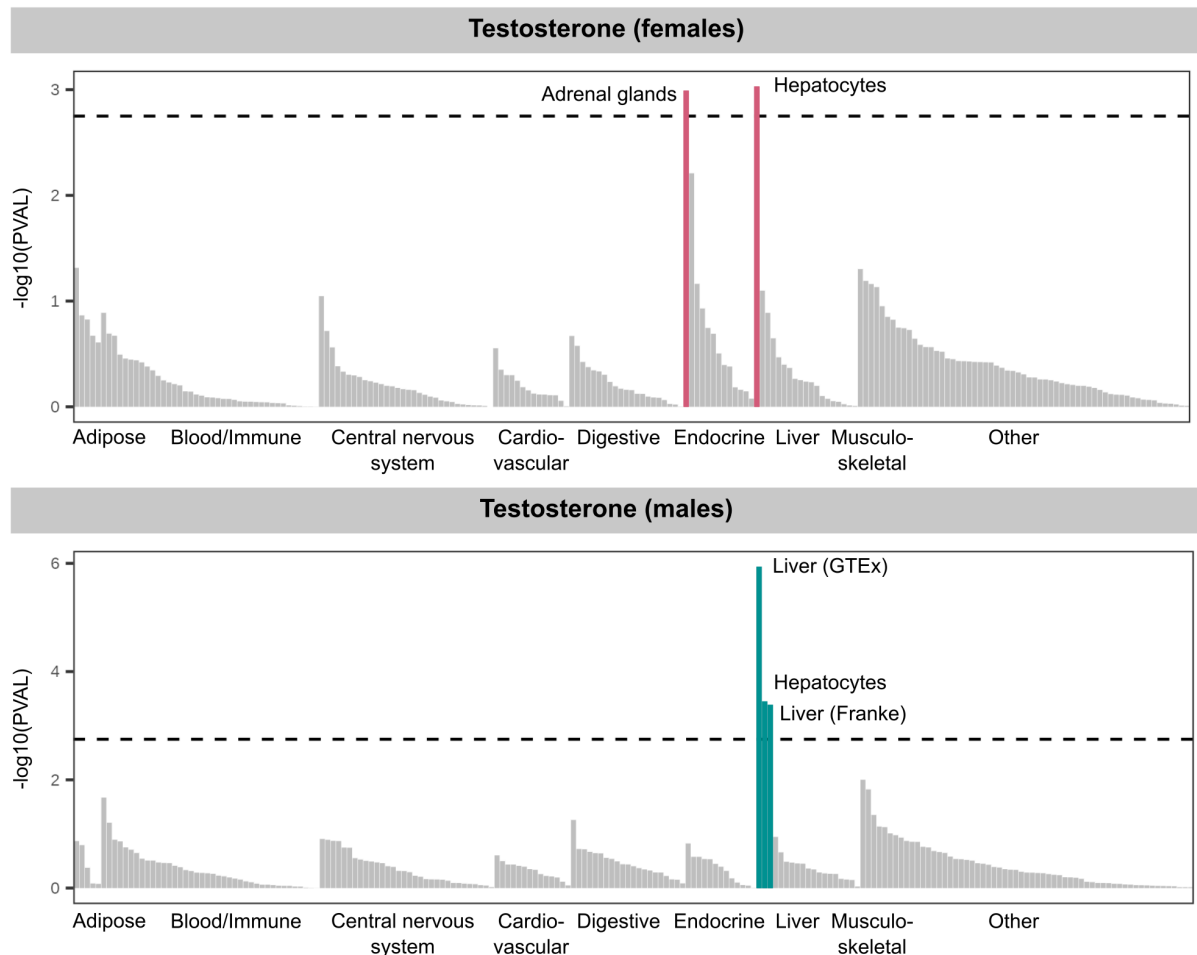 Testosterone (females)
3
Adrenal glands
Hepatocytes
2
-log10(PVAL)
1
0
Adipose Blood/Immune Central nervous Cardio- Digestive Endocrine Liver Musculo- Other
system vascular skeletal
Testosterone (males)
6
Liver (GTEx)
4
Hepatocytes
Liver (Franke)
-log10(PVAL)
2
0
Adipose Blood/Immune Central nervous Cardio- Digestive Endocrine Liver Musculo- Other
system vascular skeletal